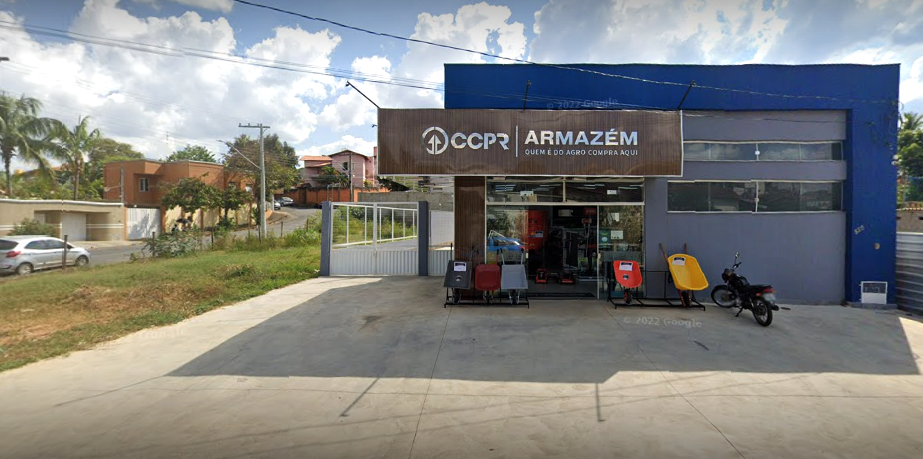 © 2022 Google
CCPR ARMAZÉM
QUEM É DO AGRO COMPRA AQUI
© 2022 Google